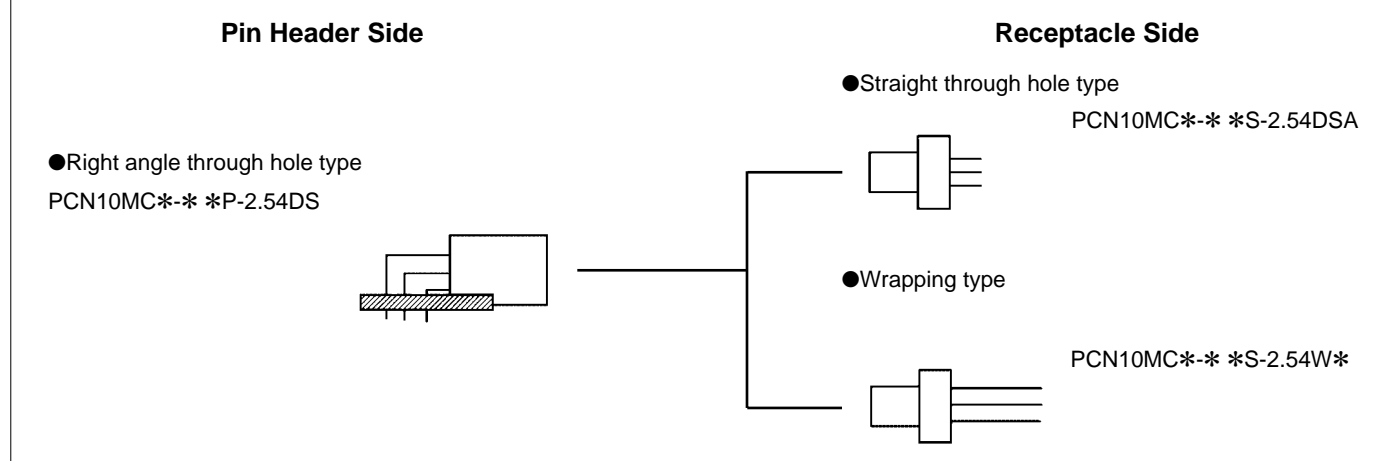 Pin Header Side
Receptacle Side
●Straight through hole type
PCN10MC*-* *S-2.54DSA
●Right angle through hole type
PCN10MC*-* *P-2.54DS
●Wrapping type
PCN10MC*-* *S-2.54W*